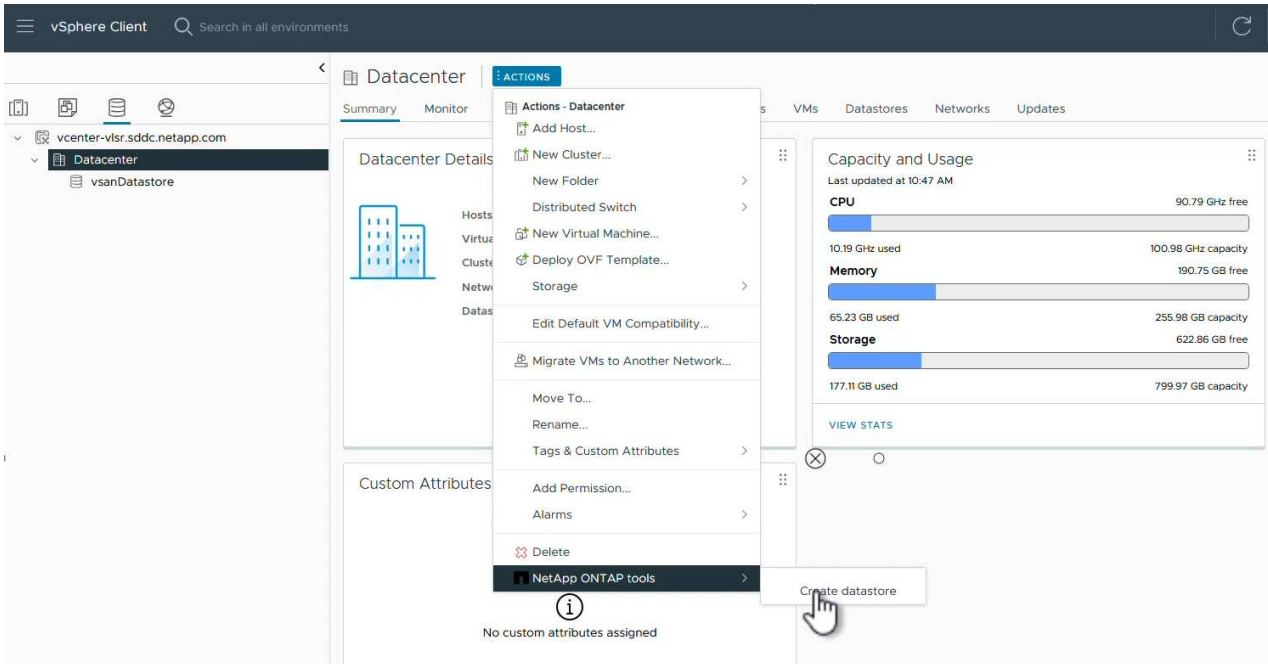 vSphere Client
Search in all environments
vcenter-vlsr.sddc.netapp.com
Datacenter
vsanDatastore
Datacenter
ACTIONS
Summary
Monitor
s
VMs
Datastores
Networks
Updates
Actions - Datacenter
Add Host...
New Cluster...
New Folder
Distributed Switch
New Virtual Machine...
Deploy OVF Template...
Storage
Edit Default VM Compatibility...
Migrate VMs to Another Network...
Move To...
Rename...
Tags & Custom Attributes
Add Permission...
Alarms
Delete
NetApp ONTAP tools
Create datastore
Datacenter Details
Hosts
Virtua
Cluste
Netwo
Datas
Capacity and Usage
Last updated at 10:47 AM
CPU
90.79 GHz free
10.19 GHz used
100.98 GHz capacity
Memory
190.75 GB free
65.23 GB used
255.98 GB capacity
Storage
622.86 GB free
177.11 GB used
799.97 GB capacity
VIEW STATS
Custom Attributes
No custom attributes assigned